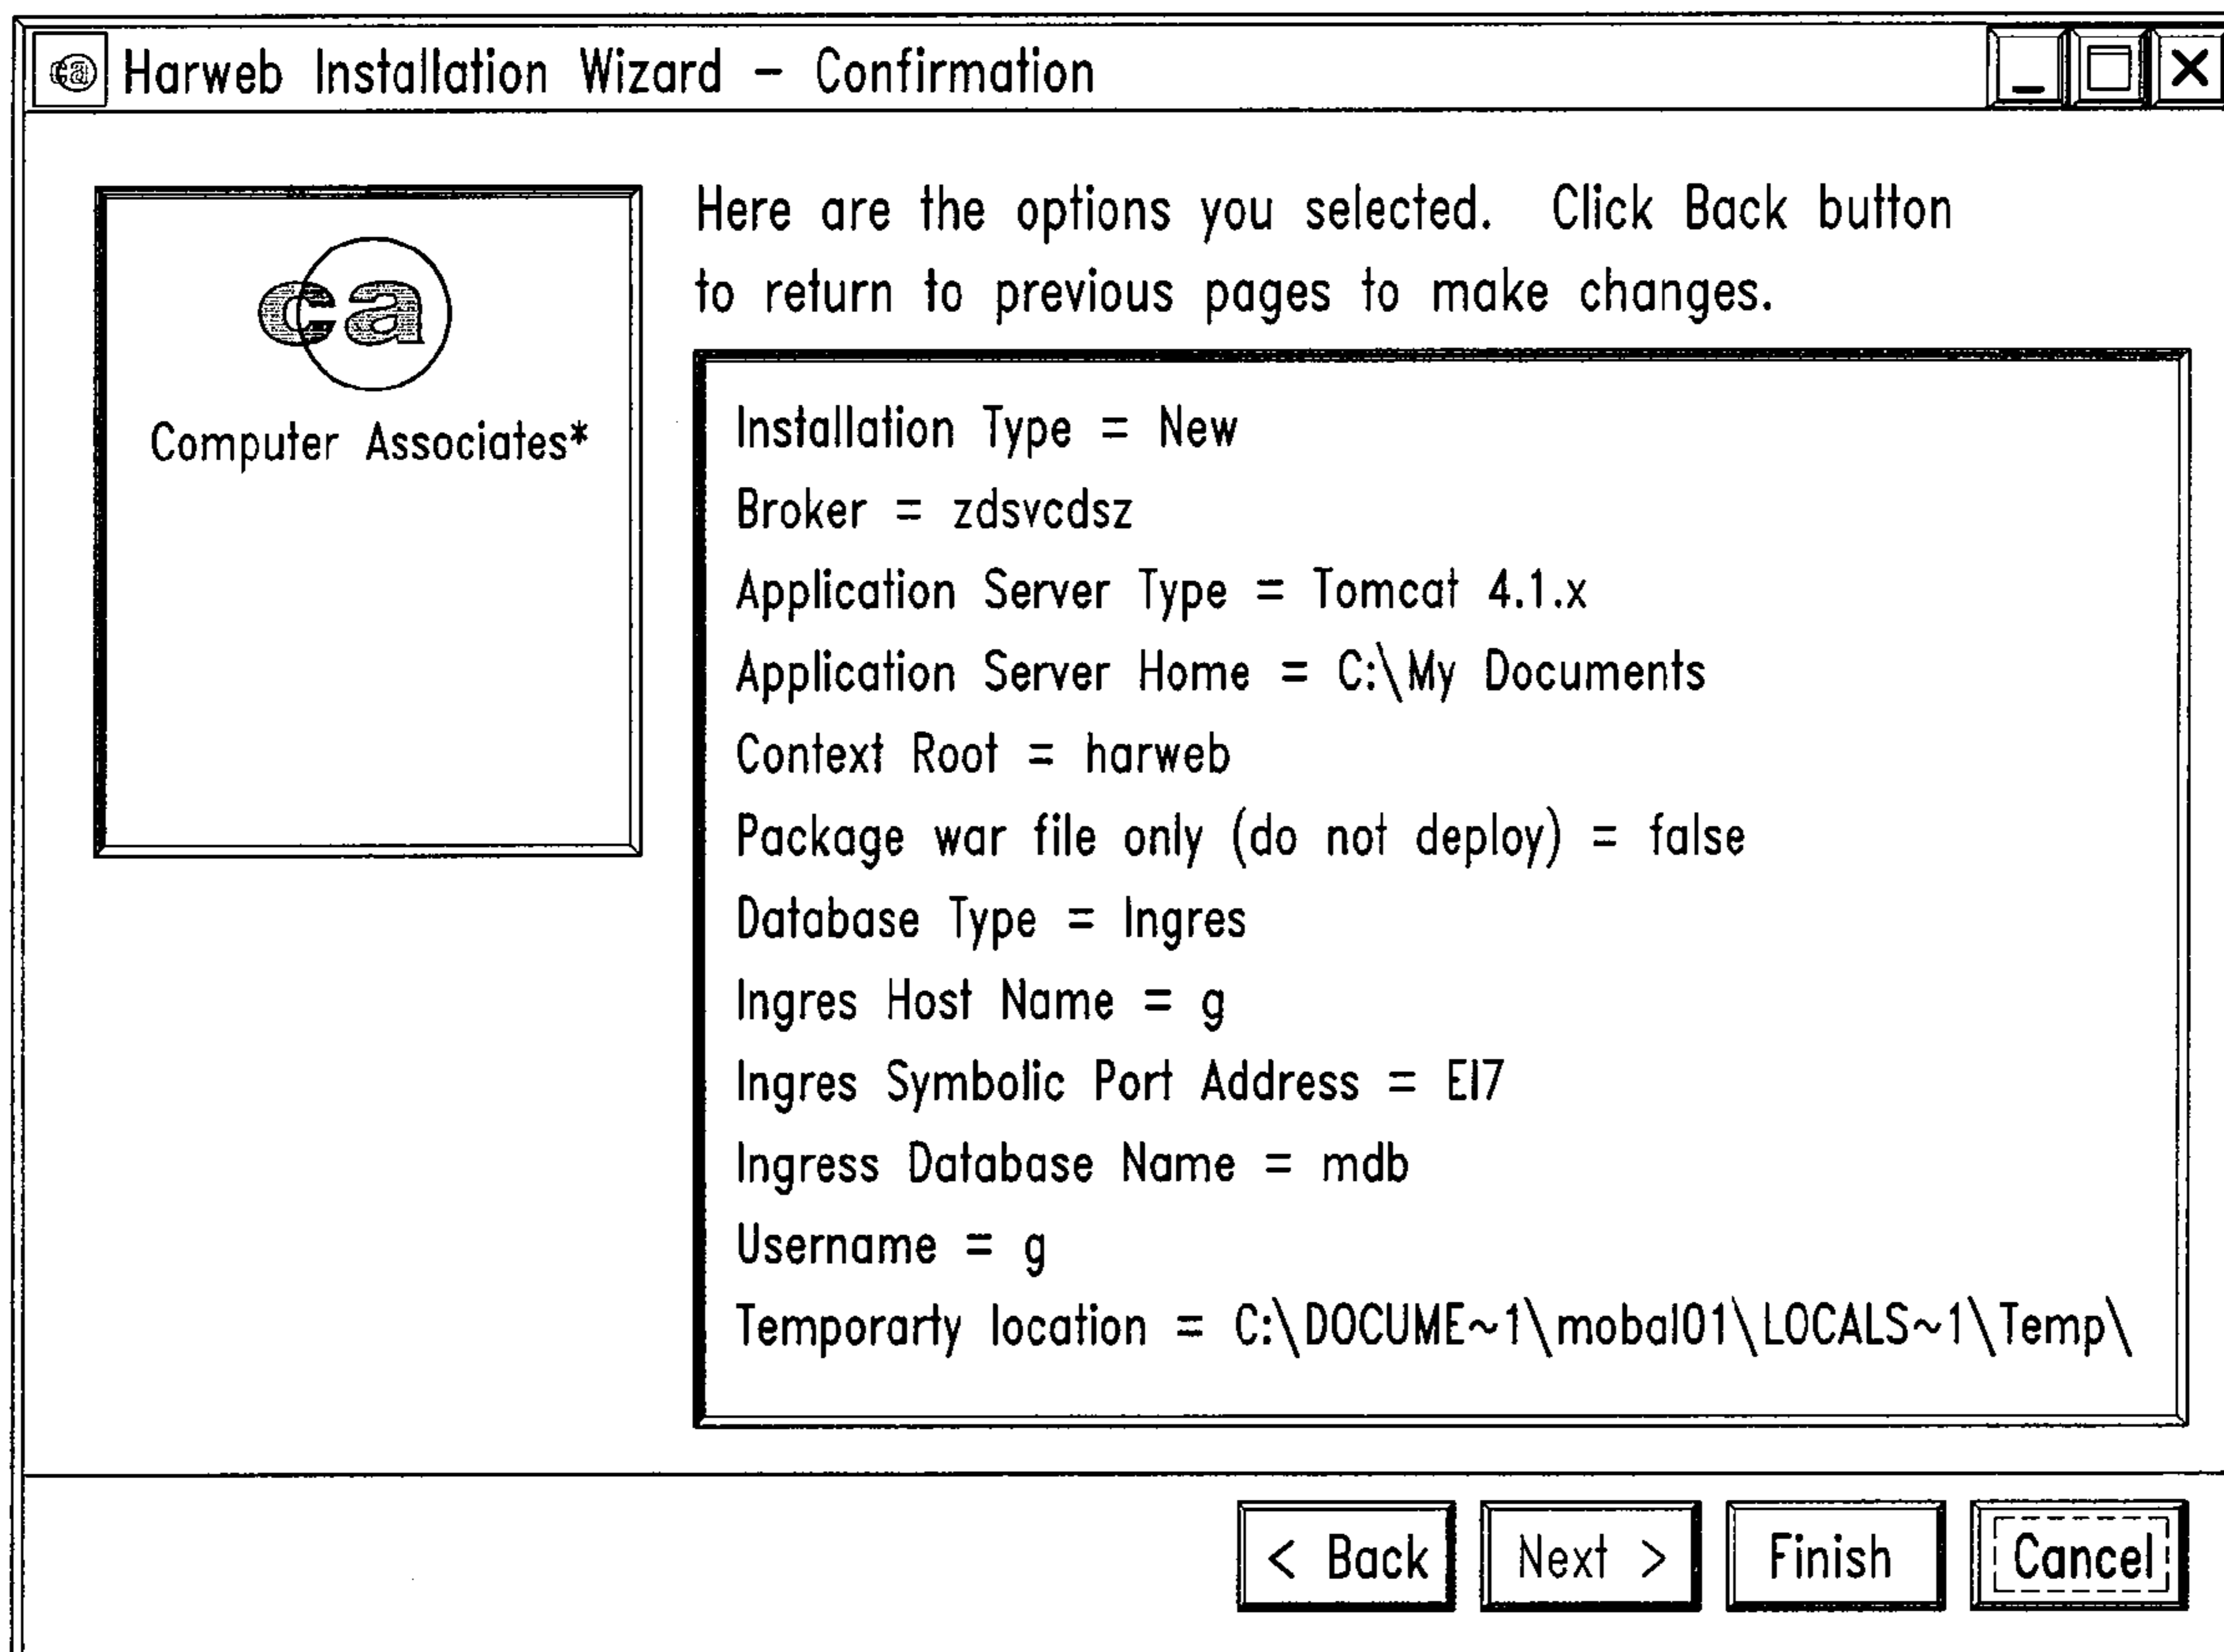 ca Harweb Installation Wizard – Confirmation
ca
Computer Associates*
Here are the options you selected. Click Back button
to return to previous pages to make changes.
Installation Type = New
Broker = zdsvcdsz
Application Server Type = Tomcat 4.1.x
Application Server Home = C:\My Documents
Context Root = harweb
Package war file only (do not deploy) = false
Database Type = Ingres
Ingres Host Name = g
Ingres Symbolic Port Address = EI7
Ingress Database Name = mdb
Username = g
Temporarty location = C:\DOCUME~1\mobal01\LOCALS~1\Temp\
< Back Next > Finish Cancel